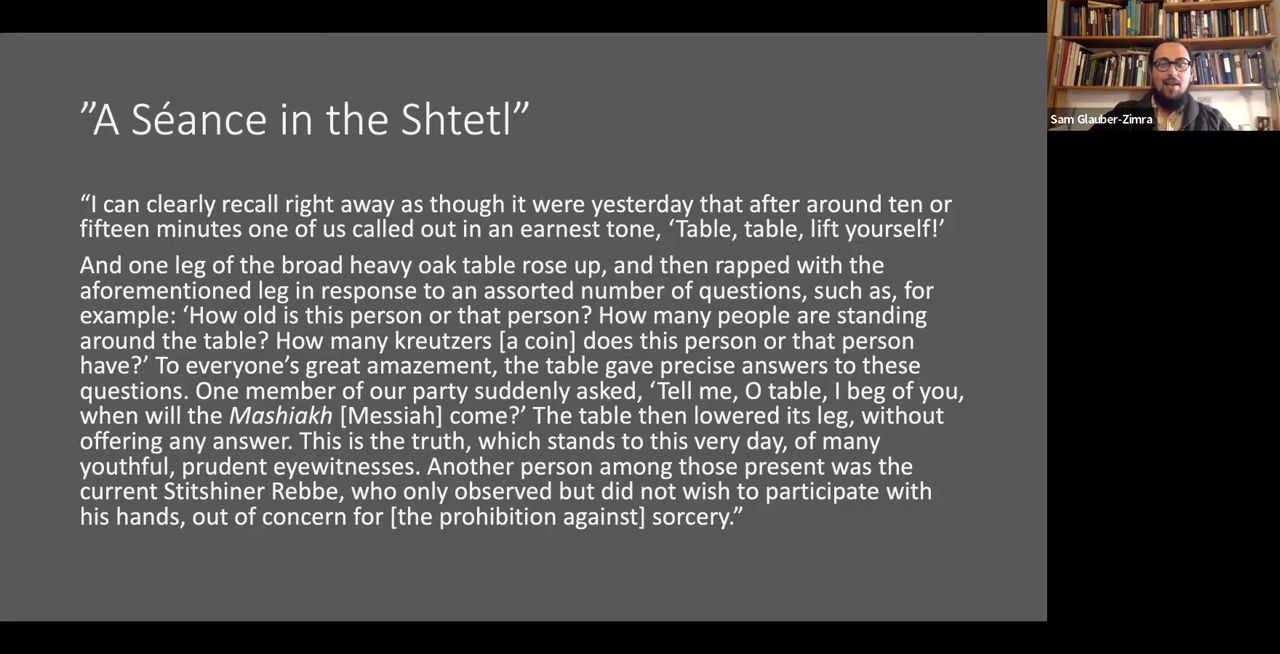 ”A Séance in the Shtetl”
“I can clearly recall right away as though it were yesterday that after around ten or
fifteen minutes one of us called out in an earnest tone, ‘Table, table, lift yourself!’
And one leg of the broad heavy oak table rose up, and then rapped with the
aforementioned leg in response to an assorted number of questions, such as, for
example: ‘How old is this person or that person? How many people are standing
around the table? How many kreutzers [a coin] does this person or that person
have?’ To everyone’s great amazement, the table gave precise answers to these
questions. One member of our party suddenly asked, ‘Tell me, O table, I beg of you,
when will the Mashiakh [Messiah] come?’ The table then lowered its leg, without
offering any answer. This is the truth, which stands to this very day, of many
youthful, prudent eyewitnesses. Another person among those present was the
current Stitshiner Rebbe, who only observed but did not wish to participate with
his hands, out of concern for [the prohibition against] sorcery.”
Sam Glauber-Zimra